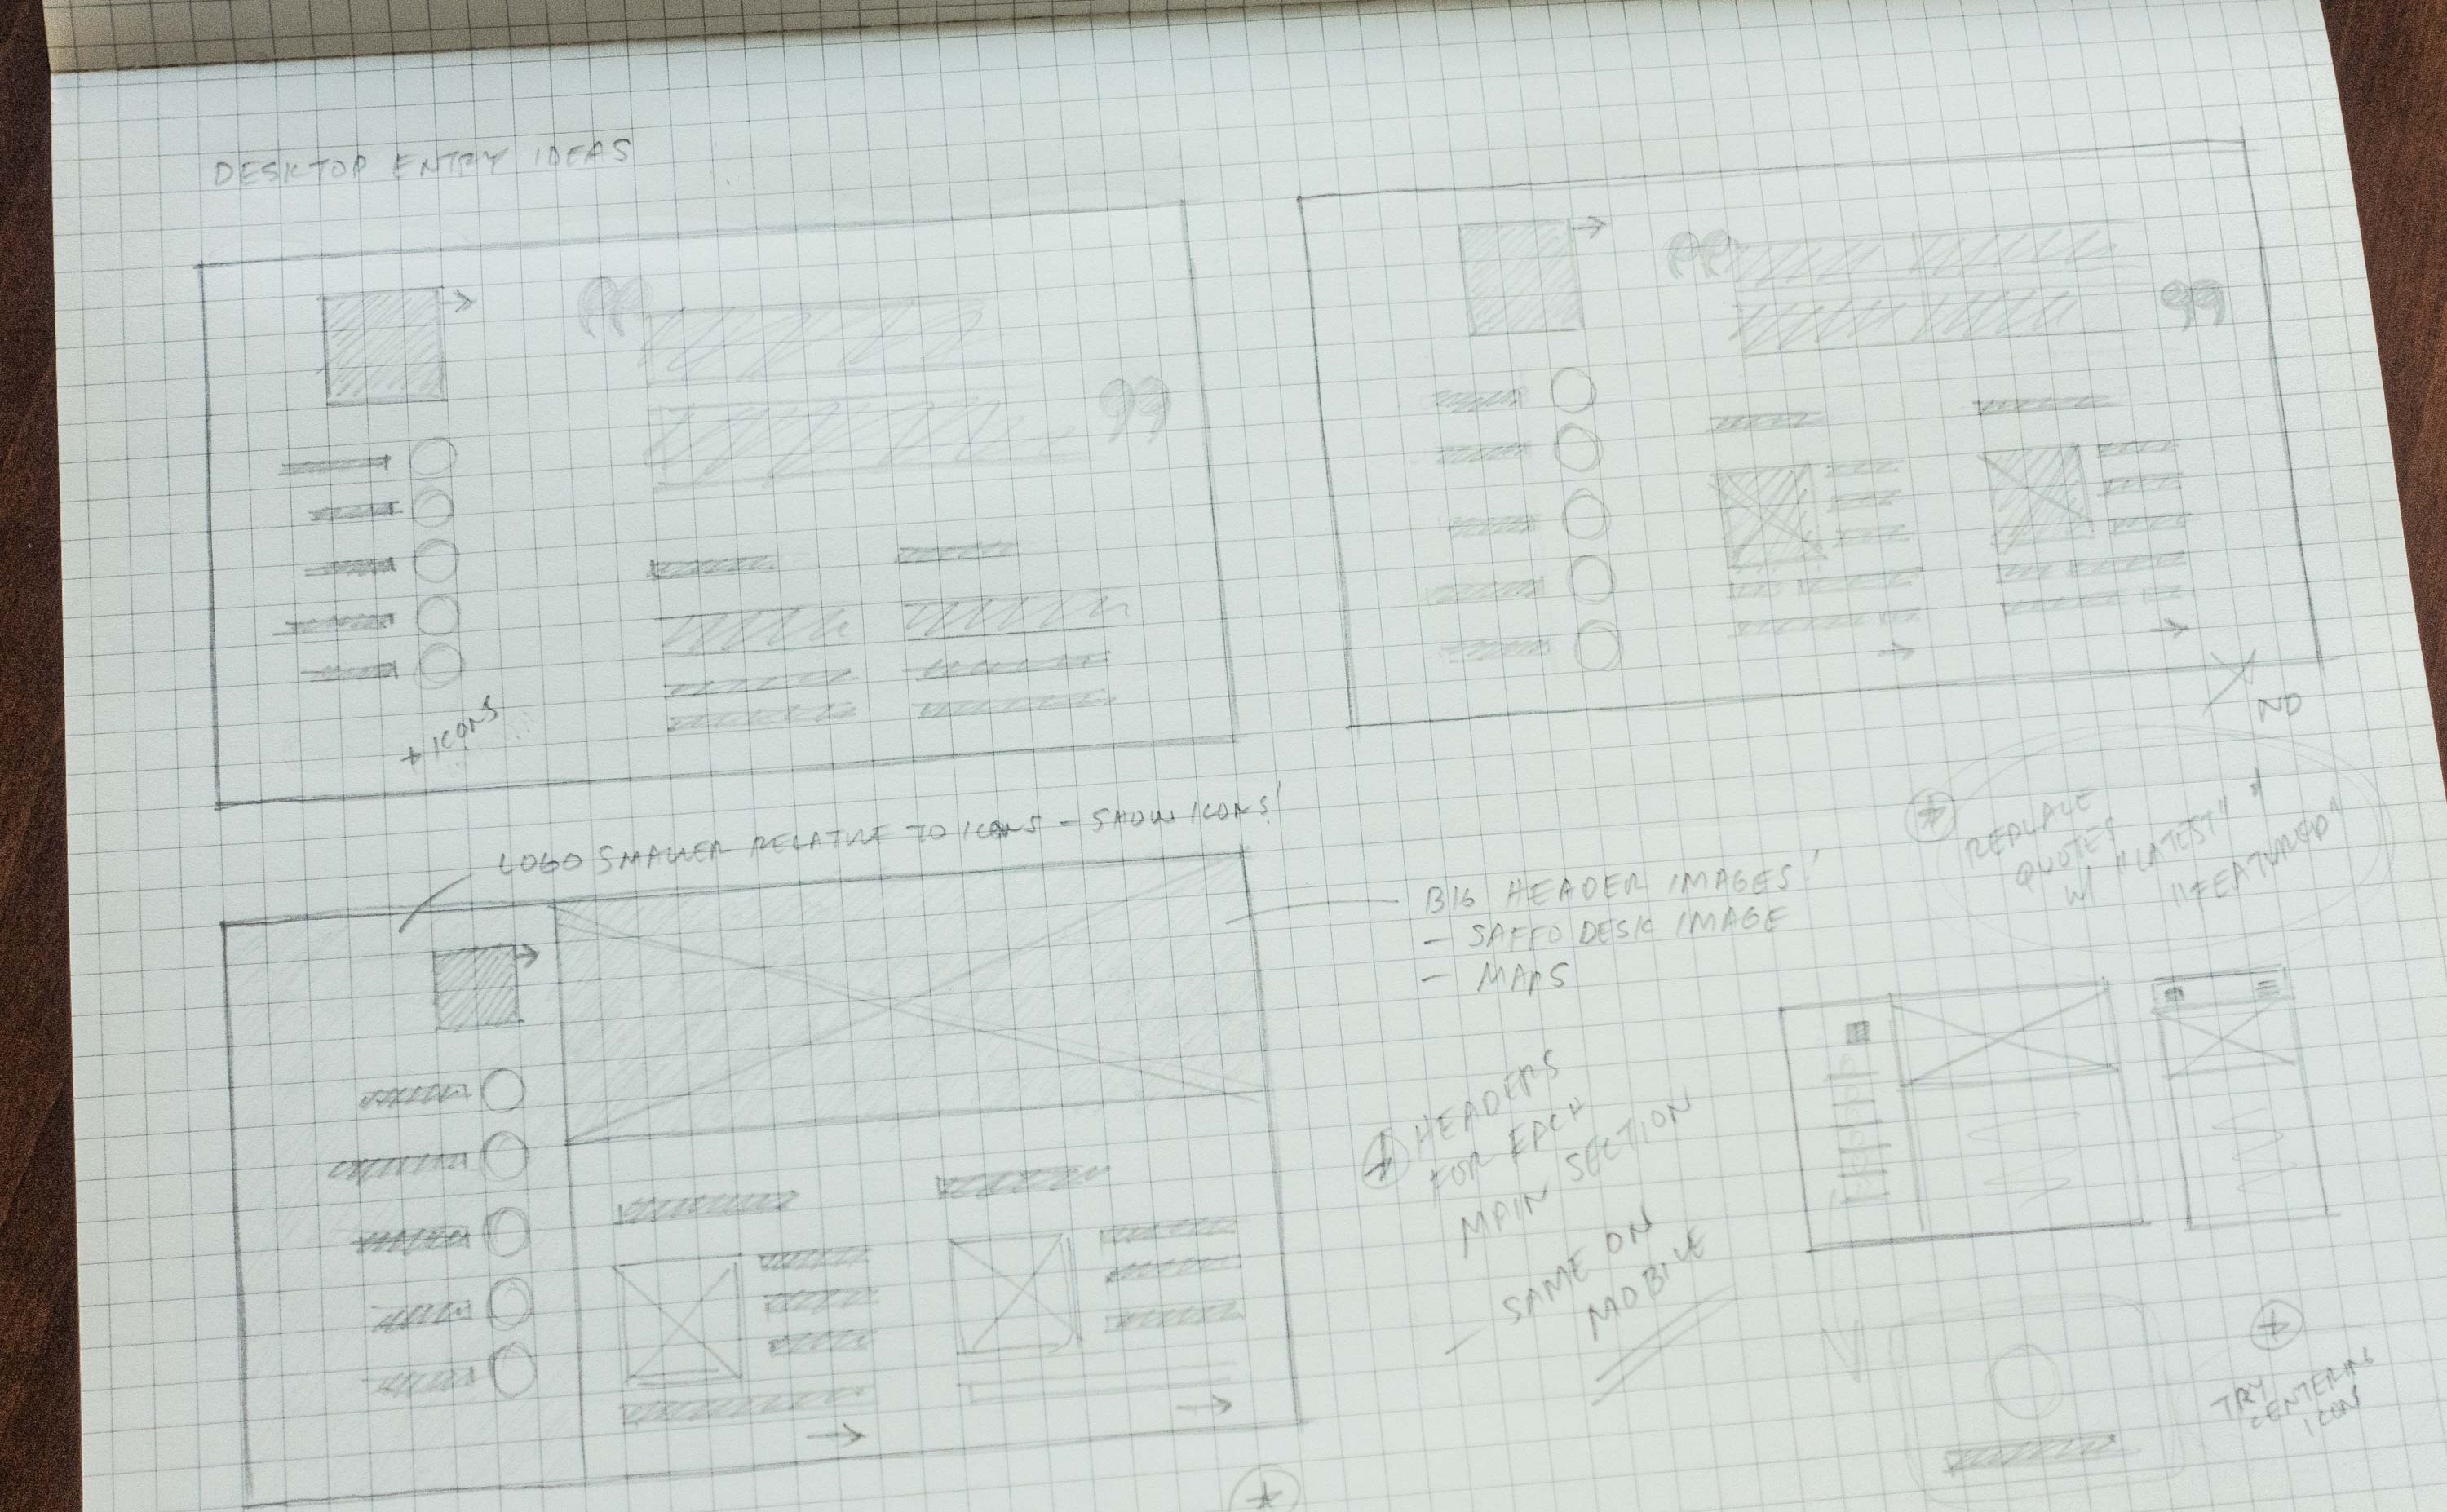 DESKTOP ENTRY IDEAS
+ ICONS
NO
LOGO SMALLER RELATIVE TO ICONS - SHOW ICONS!
REPLACE
QUOTES
W/ "LATEST" &
"FEATURED"
BIG HEADER IMAGES!
- SAFFO DESK IMAGE
- MAPS
HEADERS
FOR EACH
MAIN SECTION
- SAME ON
MOBILE
TRY
CENTERING
ICONS